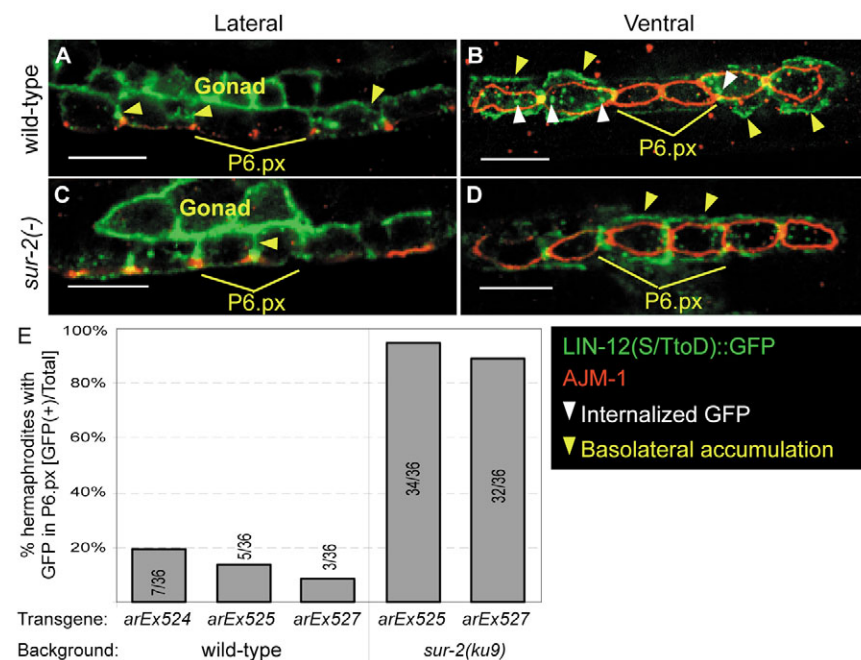 Lateral
Ventral
wild-type
A
Gonad
P6.px
B
P6.px
sur-2(-)
C
Gonad
P6.px
D
P6.px
E
% hermaphrodites with
GFP in P6.px [GFP(+)/Total]
100%
80%
60%
40%
20%
7/36
5/36
3/36
34/36
32/36
Transgene: arEx524 arEx525 arEx527 arEx525 arEx527
Background: wild-type sur-2(ku9)
LIN-12(S/TtoD)::GFP
AJM-1
Internalized GFP
Basolateral accumulation